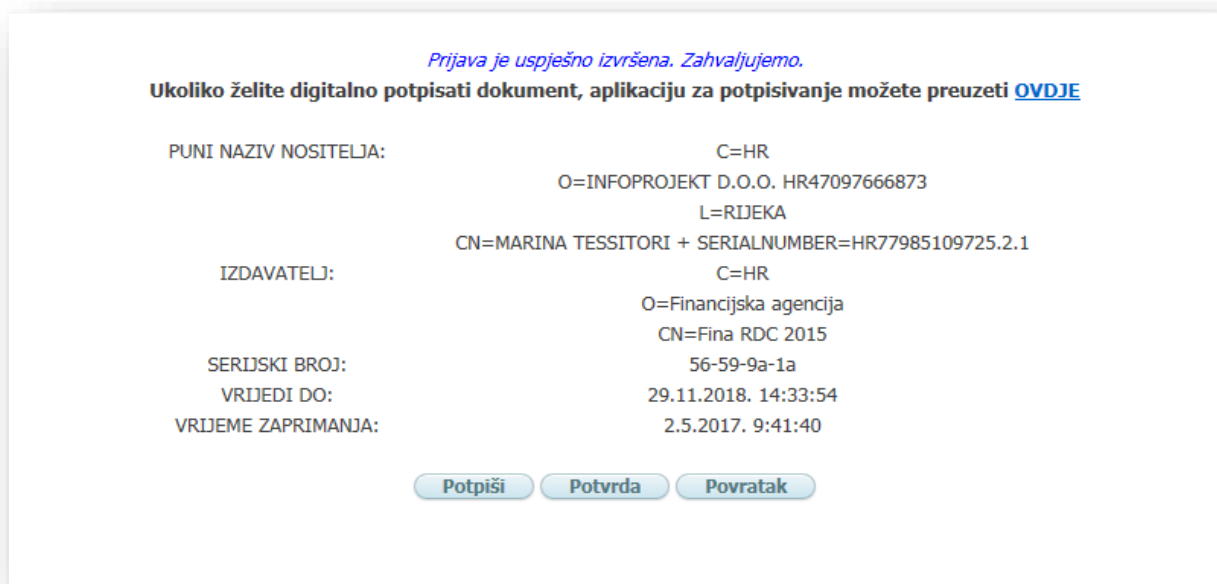 Prijava je uspješno izvršena. Zahvaljujemo.
Ukoliko želite digitalno potpisati dokument, aplikaciju za potpisivanje možete preuzeti OVDJE
PUNI NAZIV NOSITELJA: C=HR
O=INFOPROJEKT D.O.O. HR47097666873
L=RIJEKA
CN=MARINA TESSITORI + SERIALNUMBER=HR77985109725.2.1
IZDAVATELJ: C=HR
O=Financijska agencija
CN=Fina RDC 2015
SERIJSKI BROJ: 56-59-9a-1a
VRIJEDI DO: 29.11.2018. 14:33:54
VRIJEME ZAPRIMANJA: 2.5.2017. 9:41:40
Potpiši Potvrda Povratak